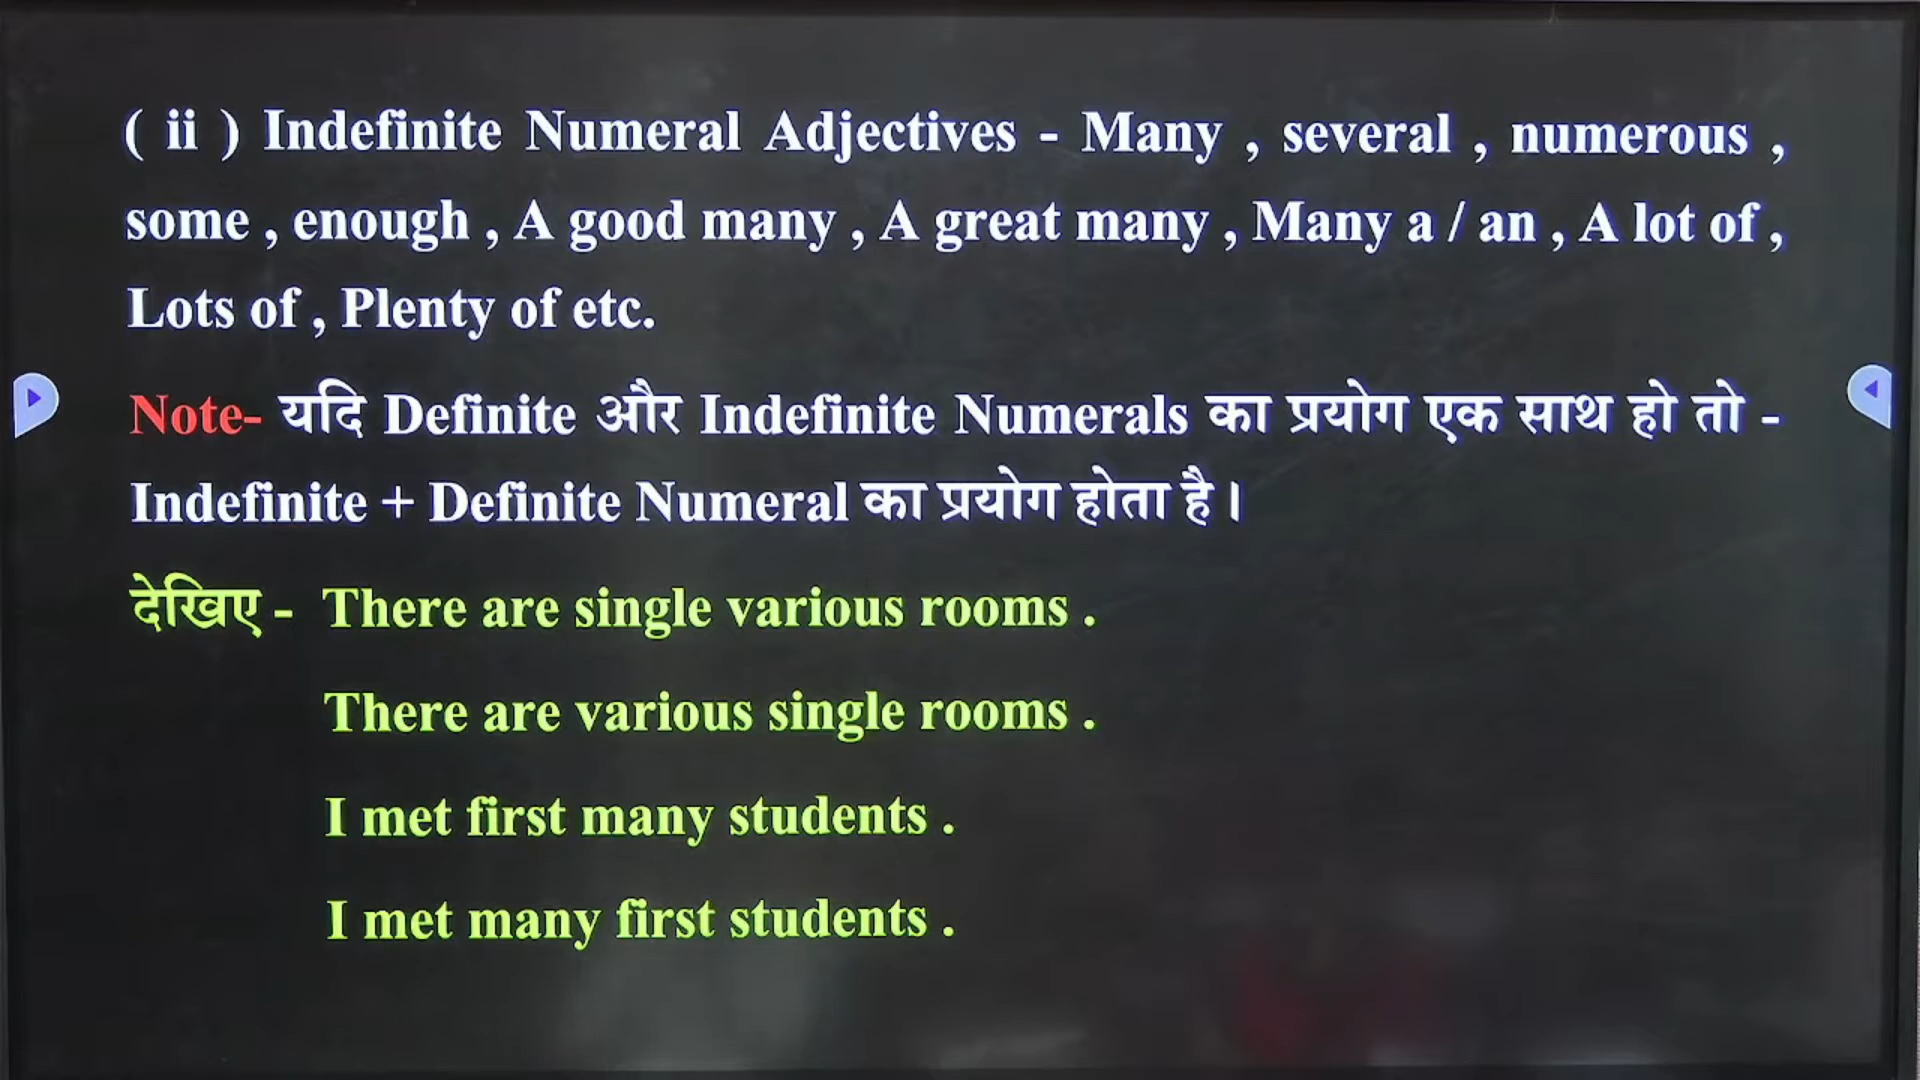 ( ii ) Indefinite Numeral Adjectives - Many , several , numerous ,
some , enough , A good many , A great many , Many a / an , A lot of ,
Lots of , Plenty of etc.
Note- यदि Definite और Indefinite Numerals का प्रयोग एक साथ हो तो -
Indefinite + Definite Numeral का प्रयोग होता है।
देखिए - There are single various rooms .
There are various single rooms .
I met first many students .
I met many first students .